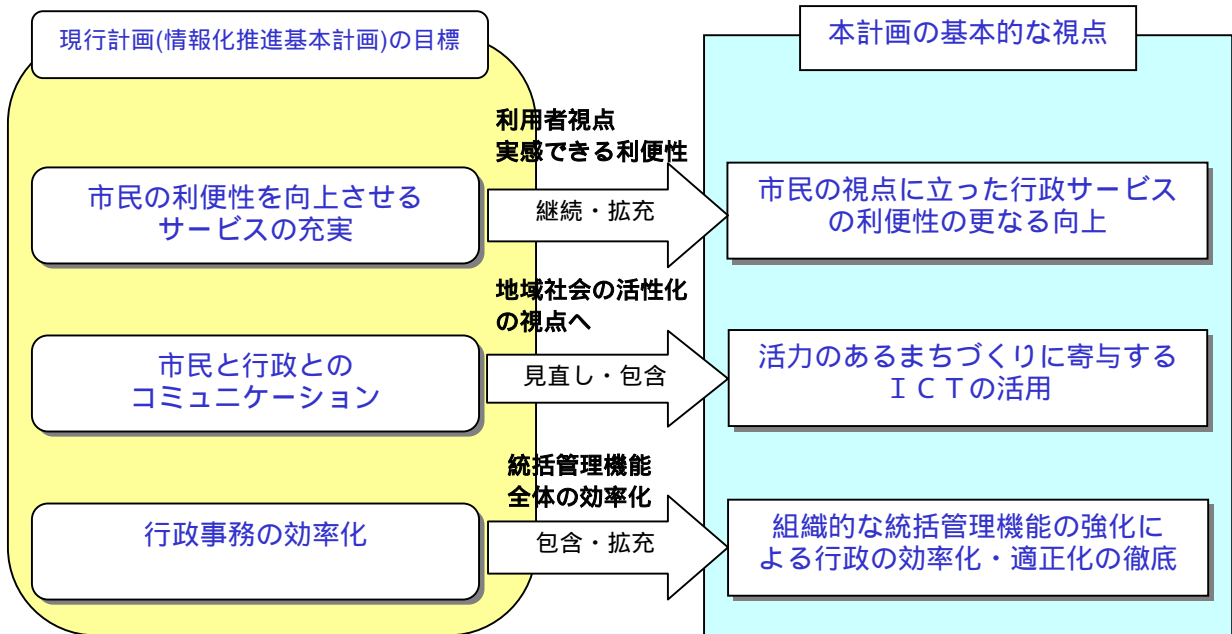 現行計画(情報化推進基本計画)の目標
本計画の基本的な視点
利用者視点
実感できる利便性
市民の利便性を向上させる
サービスの充実
継続・拡充
市民の視点に立った行政サービス
の利便性の更なる向上
地域社会の活性化
の視点へ
市民と行政との
コミュニケーション
見直し・包含
活力のあるまちづくりに寄与する
ＩＣＴの活用
統括管理機能
全体の効率化
行政事務の効率化
包含・拡充
組織的な統括管理機能の強化に
よる行政の効率化・適正化の徹底